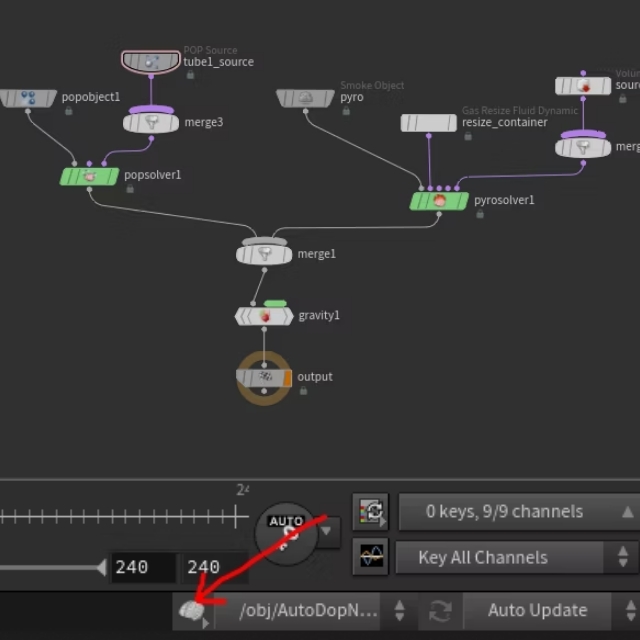 POP Source
tube1_source
popobject1
merge3
popsolver1
Smoke Object
pyro
Gas Resize Fluid Dynamic
resize_container
Volum
sourc
merg
pyrosolver1
merge1
gravity1
output
24
AUTO
0 keys, 9/9 channels
240
240
Key All Channels
/obj/AutoDopN...
Auto Update